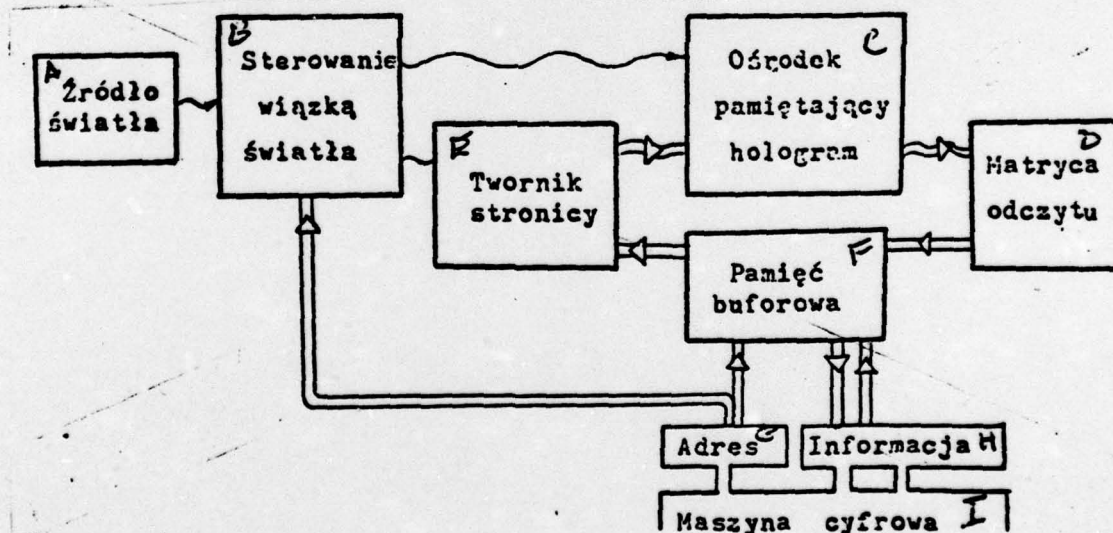 A
Źródło
światła
B
Sterowanie
wiązką
światła
C
Ośrodek
pamiętający
hologram
D
Matryca
odczytu
E
Twornik
stronicy
F
Pamięć
buforowa
Adres G
Informacja H
Maszyna cyfrowa I